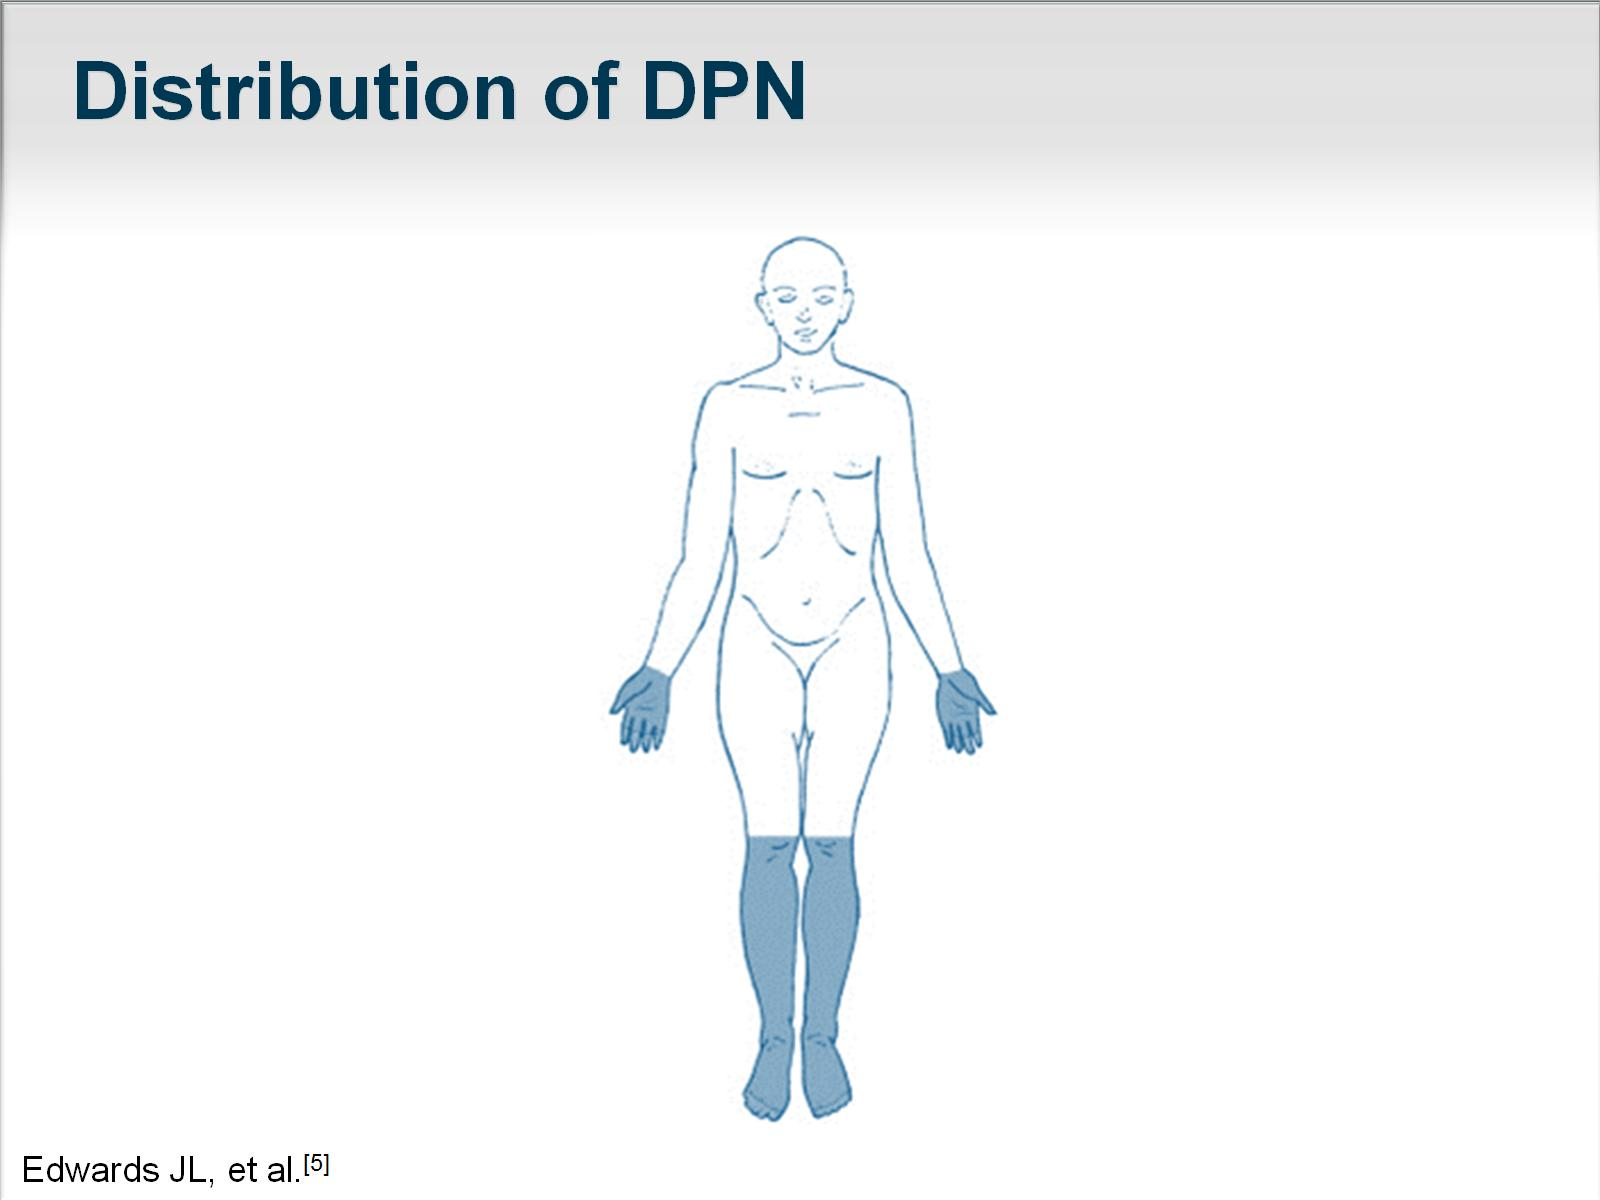 Distribution of DPN
Edwards JL, et al.[5]